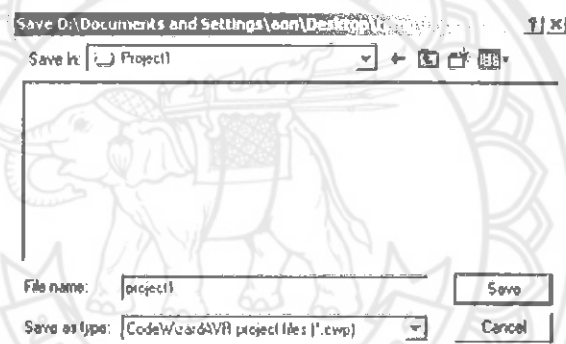 Save D:\Documents and Settings\aon\Desktop\
Save in: Project1
File name: project1 Save
Save as type: CodeWizardAVR project files (*.cwp) Cancel